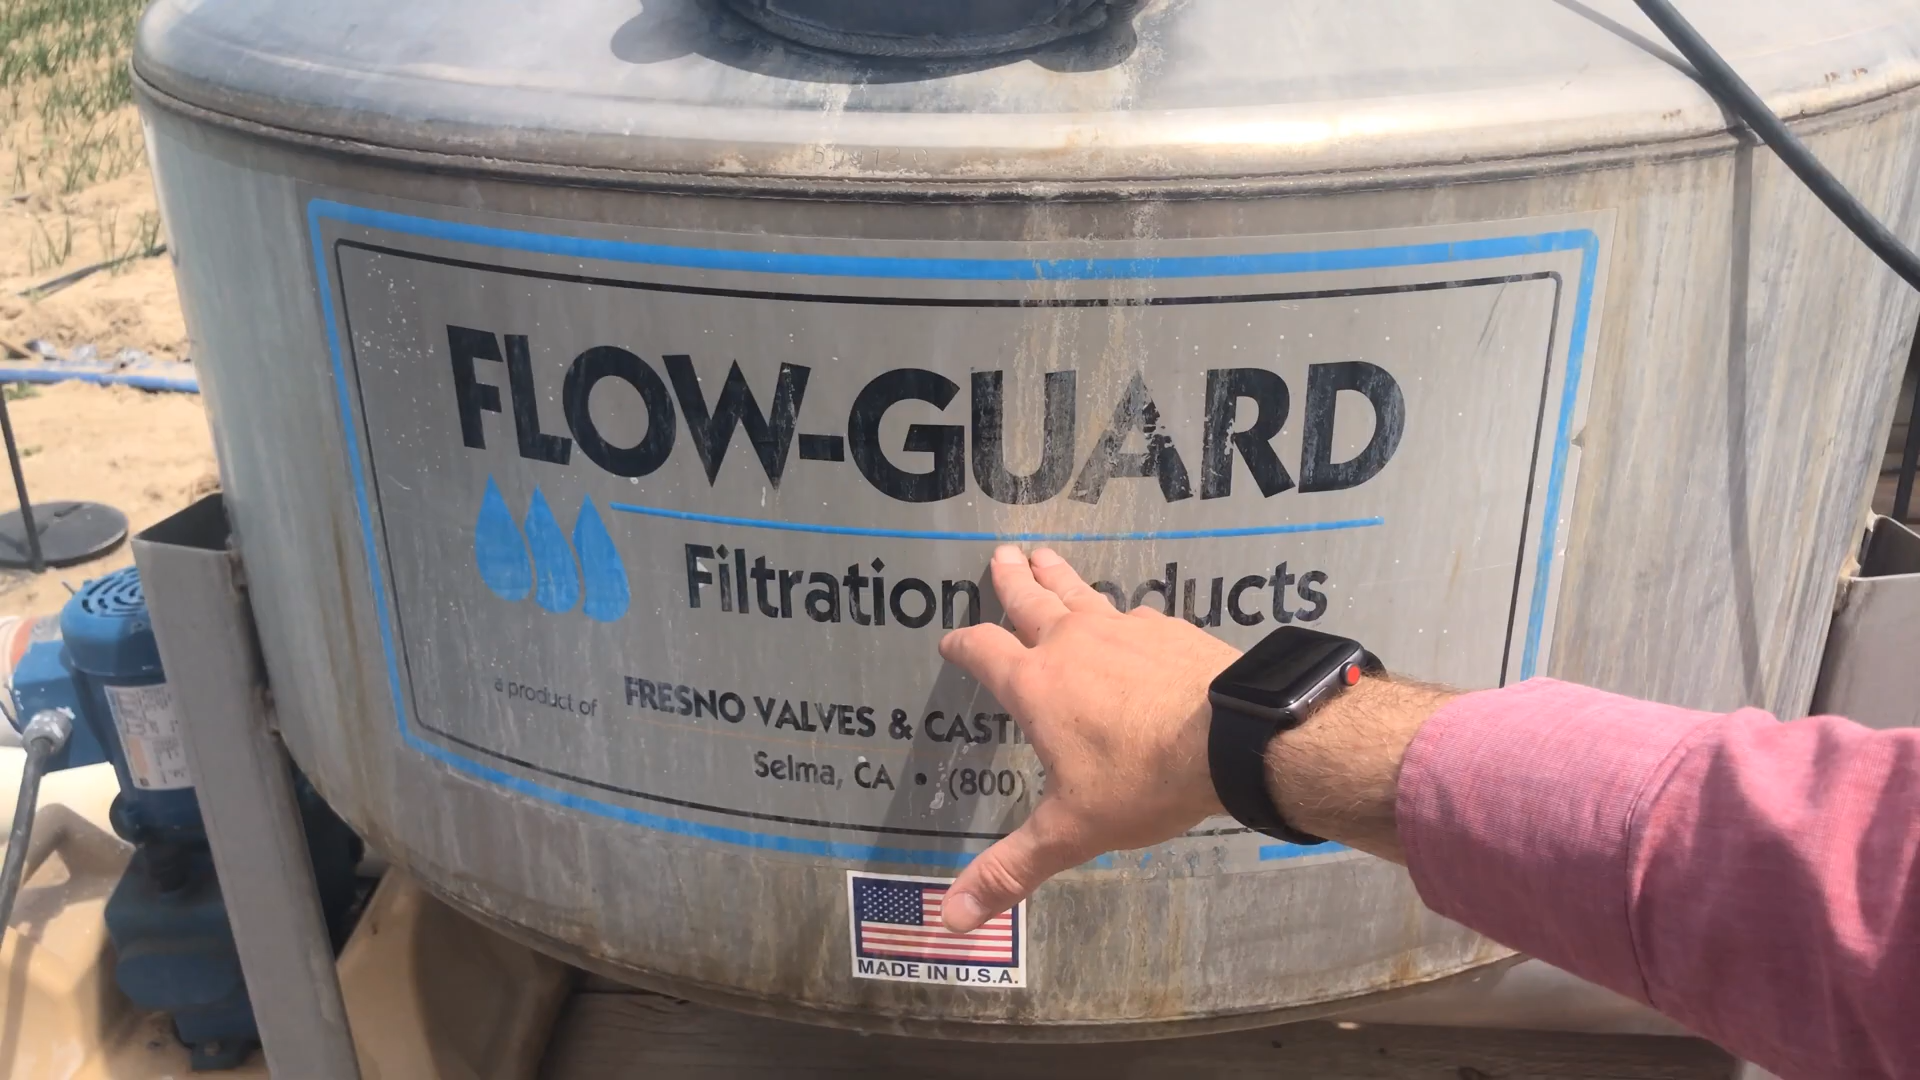 FLOW-GUARD
Filtration
a product of FRESNO VALVES &
Selma, CA • (800)
MADE IN U.S.A.